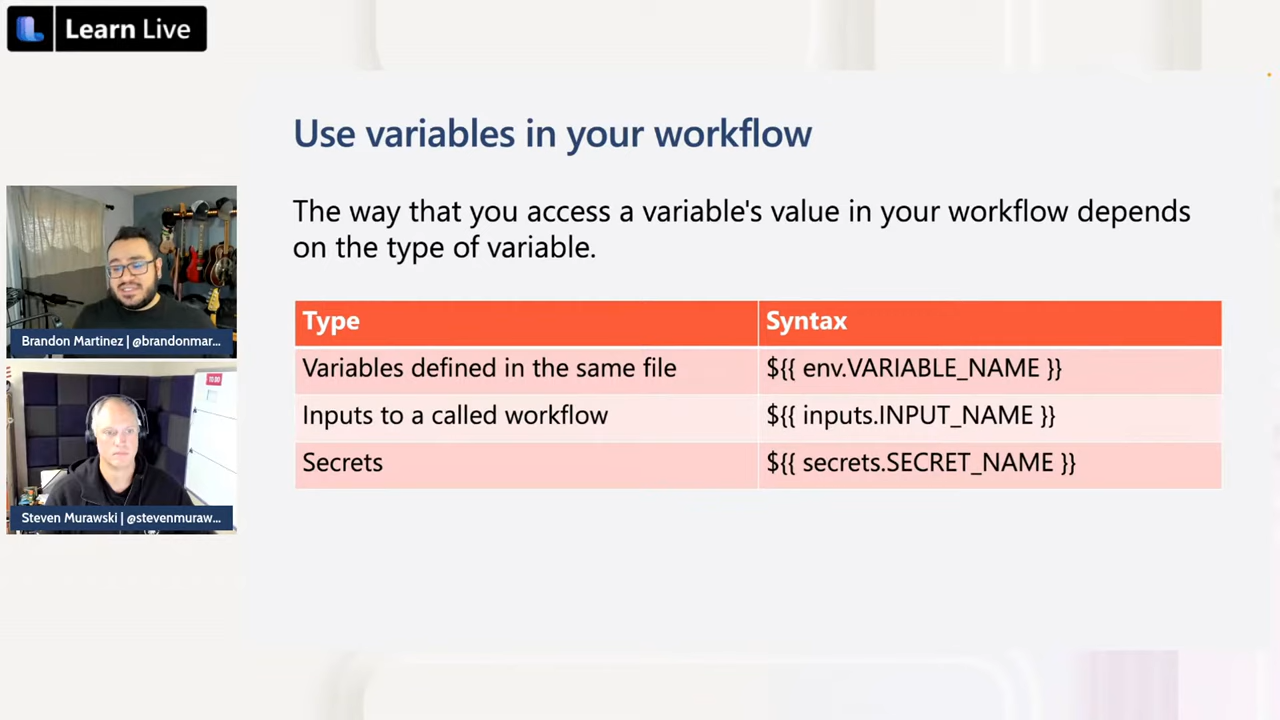 Learn Live
Use variables in your workflow
The way that you access a variable's value in your workflow depends
on the type of variable.
Type Syntax
Variables defined in the same file ${{ env.VARIABLE_NAME }}
Inputs to a called workflow ${{ inputs.INPUT_NAME }}
Secrets ${{ secrets.SECRET_NAME }}
Brandon Martinez | @brandonmar...
Steven Murawski | @stevenmuraw...